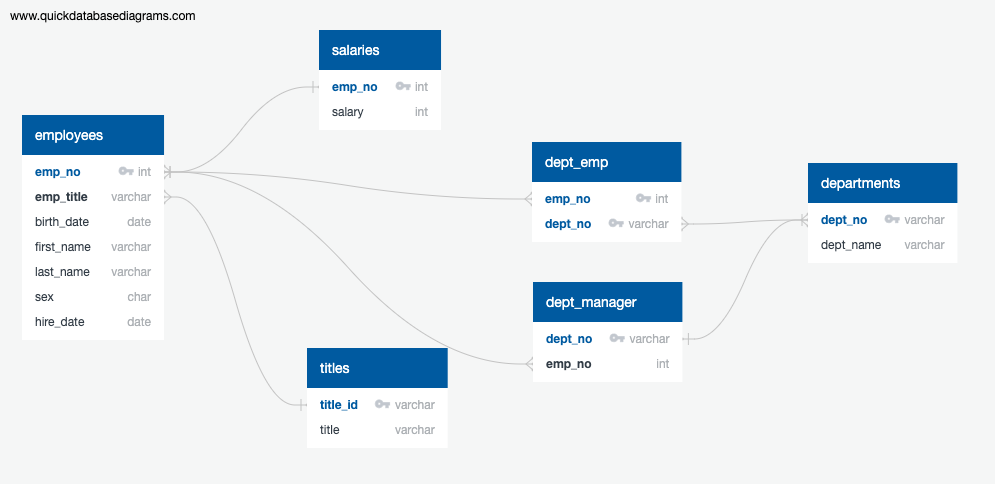 www.quickdatabasediagrams.com
salaries
emp_no int
salary int
employees
emp_no int
emp_title varchar
birth_date date
first_name varchar
last_name varchar
sex char
hire_date date
dept_emp
emp_no int
dept_no varchar
departments
dept_no varchar
dept_name varchar
dept_manager
dept_no varchar
emp_no int
titles
title_id varchar
title varchar